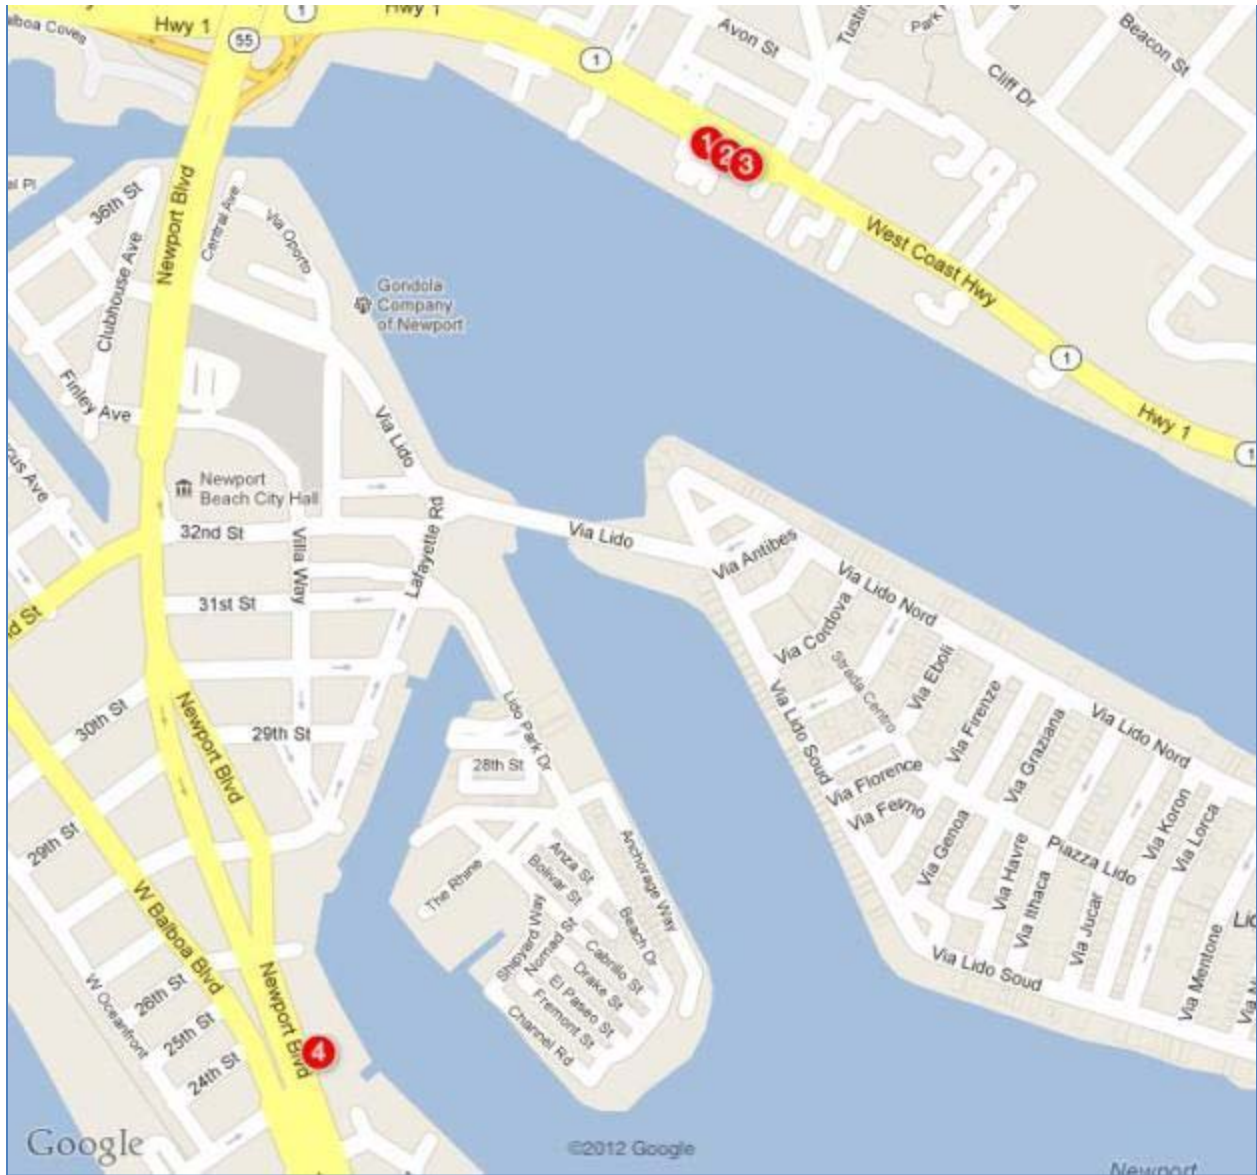 Hwy 1
1
Hwy 1
55
1
Avon St
Beacon St
Cliff Dr
1
2
3
36th St
Newport Blvd
Central Ave
Via Oporto
West Coast Hwy
Gondola
Company
of Newport
Clubhouse Ave
1
Finley Ave
Via Lido
Hwy 1
1
Newport
Beach City Hall
32nd St
Villa Way
Lafayette Rd
Via Lido
Via Antibes
Via Lido Nord
31st St
Via Cordova
Strada Centro
Via Eboli
30th St
Newport Blvd
29th St
Lido Park Dr
Via Lido Soud
Via Firenze
Via Graziana
Via Lido Nord
28th St
Via Florence
Via Genoa
Via Koron
Via Lorca
29th St
Anchorage Way
Piazza Lido
Via Havre
Via Ithaca
Via Jucar
The Rhine
Anza St
Bolivar St
Beach Dr
W Balboa Blvd
Shipyard Way
Nomad St
Cabrillo St
Drake St
El Paseo St
Fremont St
Channel Rd
Via Lido Soud
Via Mentone
W Oceanfront
26th St
25th St
24th St
Newport Blvd
4
Google
©2012 Google
Newport